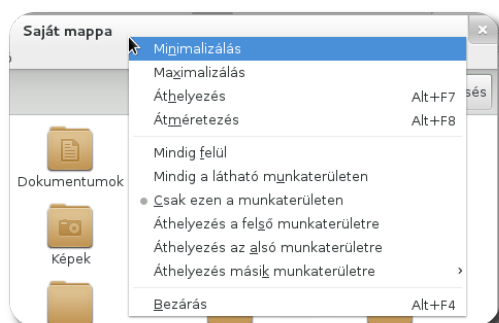 Saját mappa
Minimalizálás
Maximalizálás
Áthelyezés Alt+F7
Átméretezés Alt+F8
Mindig felül
Mindig a látható munkaterületen
Csak ezen a munkaterületen
Áthelyezés a felső munkaterületre
Áthelyezés az alsó munkaterületre
Áthelyezés másik munkaterületre
Bezárás Alt+F4
sés
Dokumentumok
Képek